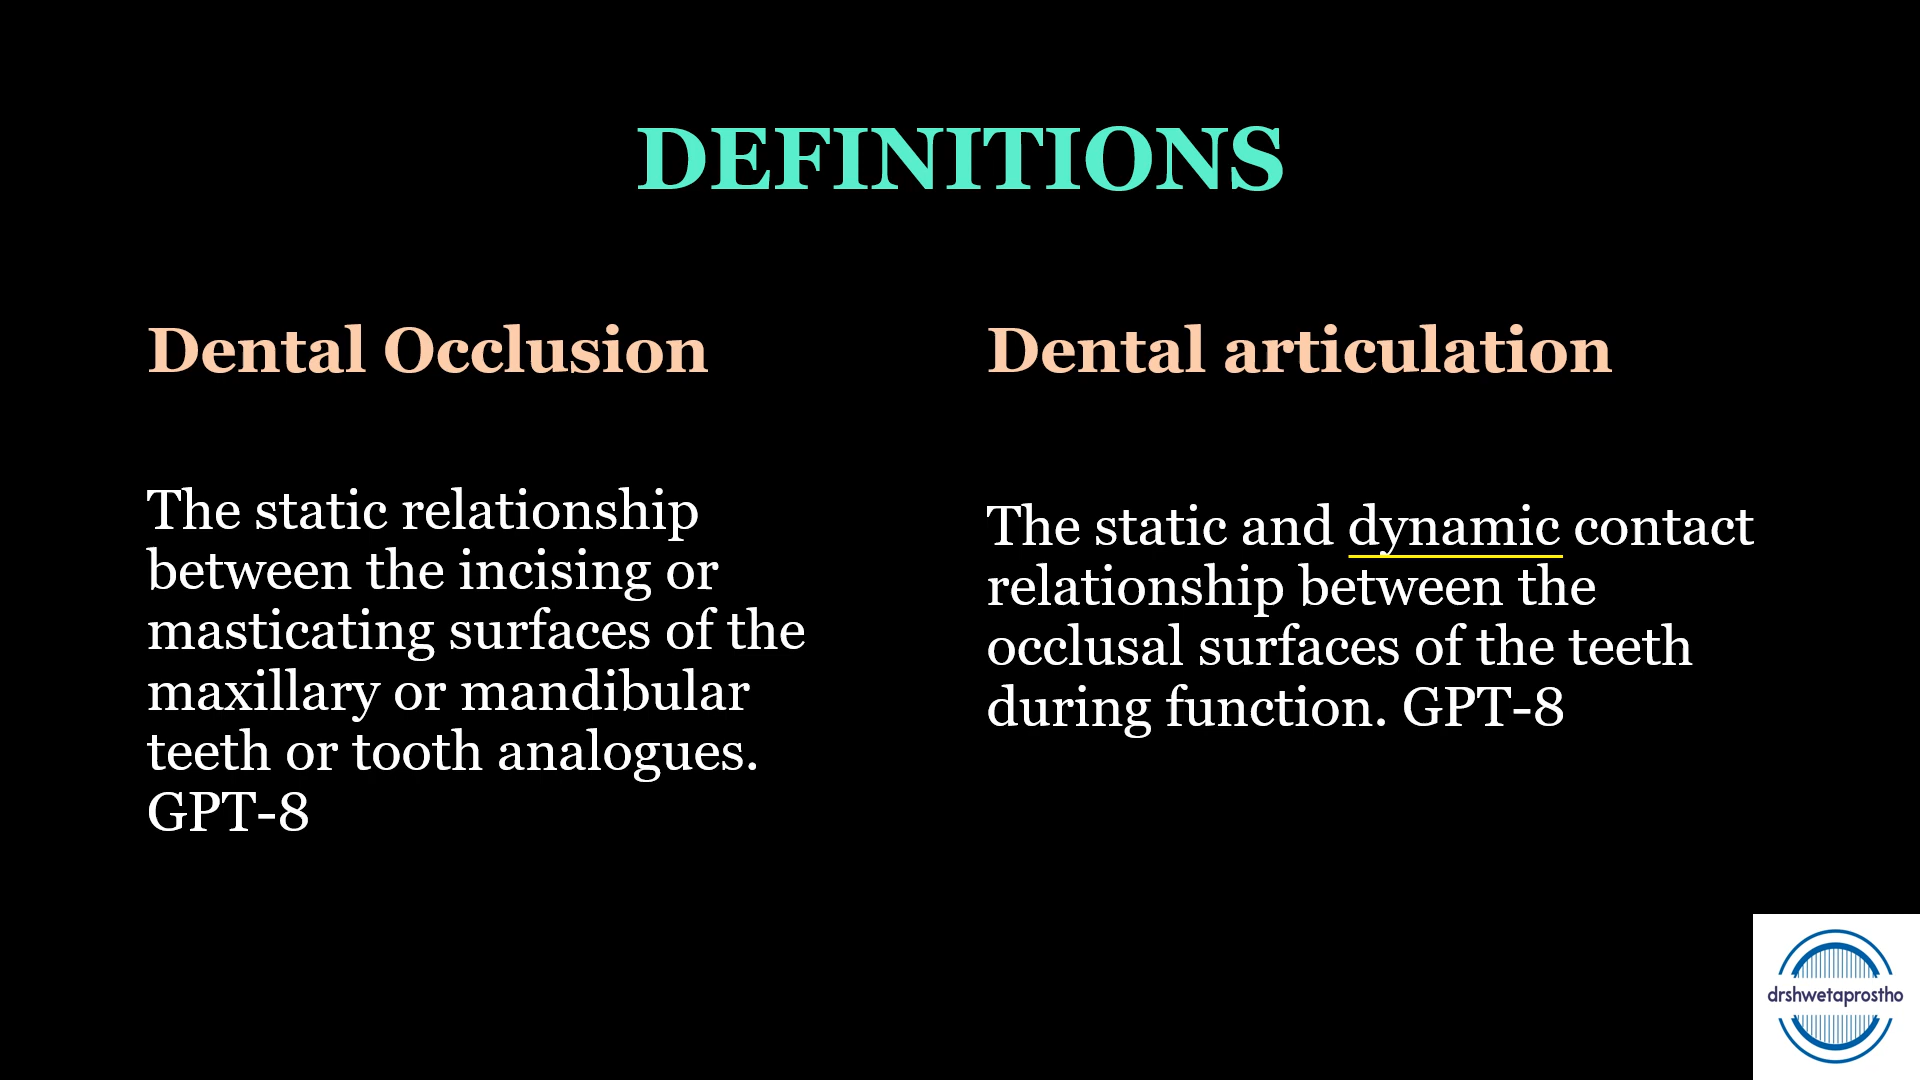 DEFINITIONS
Dental Occlusion
The static relationship
between the incising or
masticating surfaces of the
maxillary or mandibular
teeth or tooth analogues.
GPT-8
Dental articulation
The static and dynamic contact
relationship between the
occlusal surfaces of the teeth
during function. GPT-8
drshwetaprostho